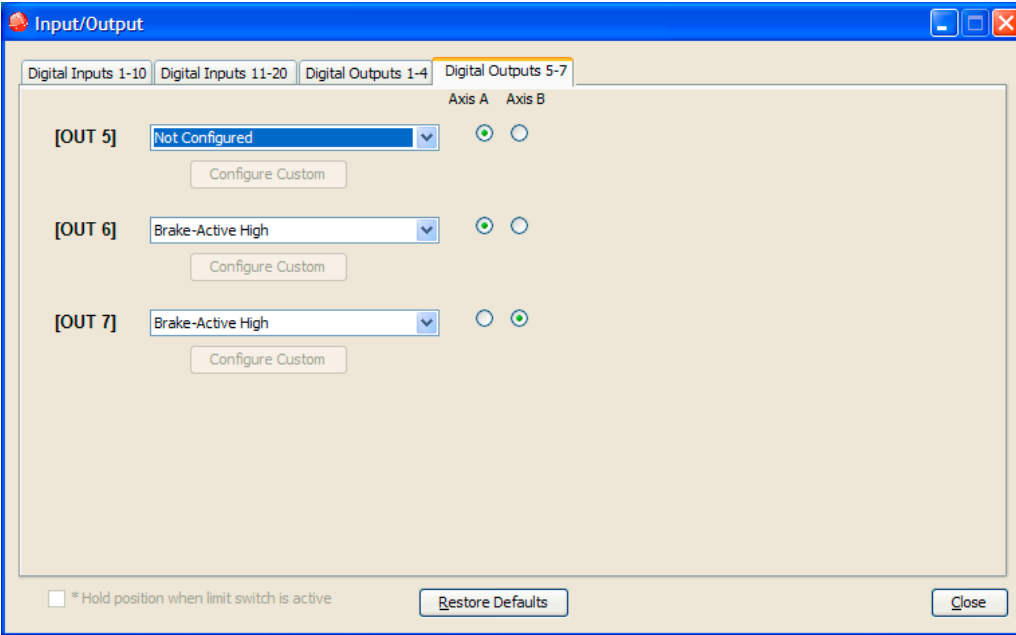 Input/Output
Digital Inputs 1-10 Digital Inputs 11-20 Digital Outputs 1-4 Digital Outputs 5-7
Axis A Axis B
[OUT 5] Not Configured
Configure Custom
[OUT 6] Brake-Active High
Configure Custom
[OUT 7] Brake-Active High
Configure Custom
* Hold position when limit switch is active Restore Defaults Close